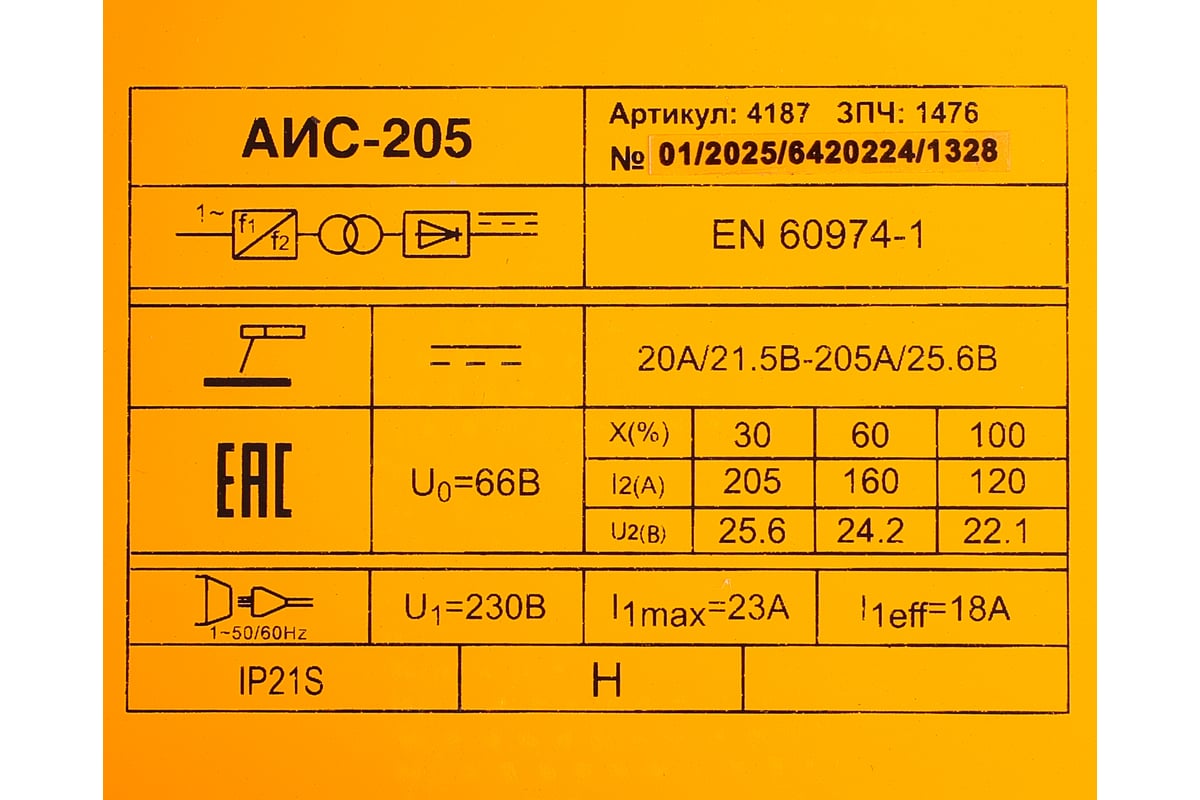 АИС-205
Артикул: 4187 ЗПЧ: 1476
№ 01/2025/6420224/1328
1~ f1 f2
EN 60974-1
20А/21.5В-205А/25.6В
EAC
U0=66В
X(%) 30 60 100
I2(A) 205 160 120
U2(B) 25.6 24.2 22.1
1~50/60Hz
U1=230В
I1max=23A
I1eff=18A
IP21S
H